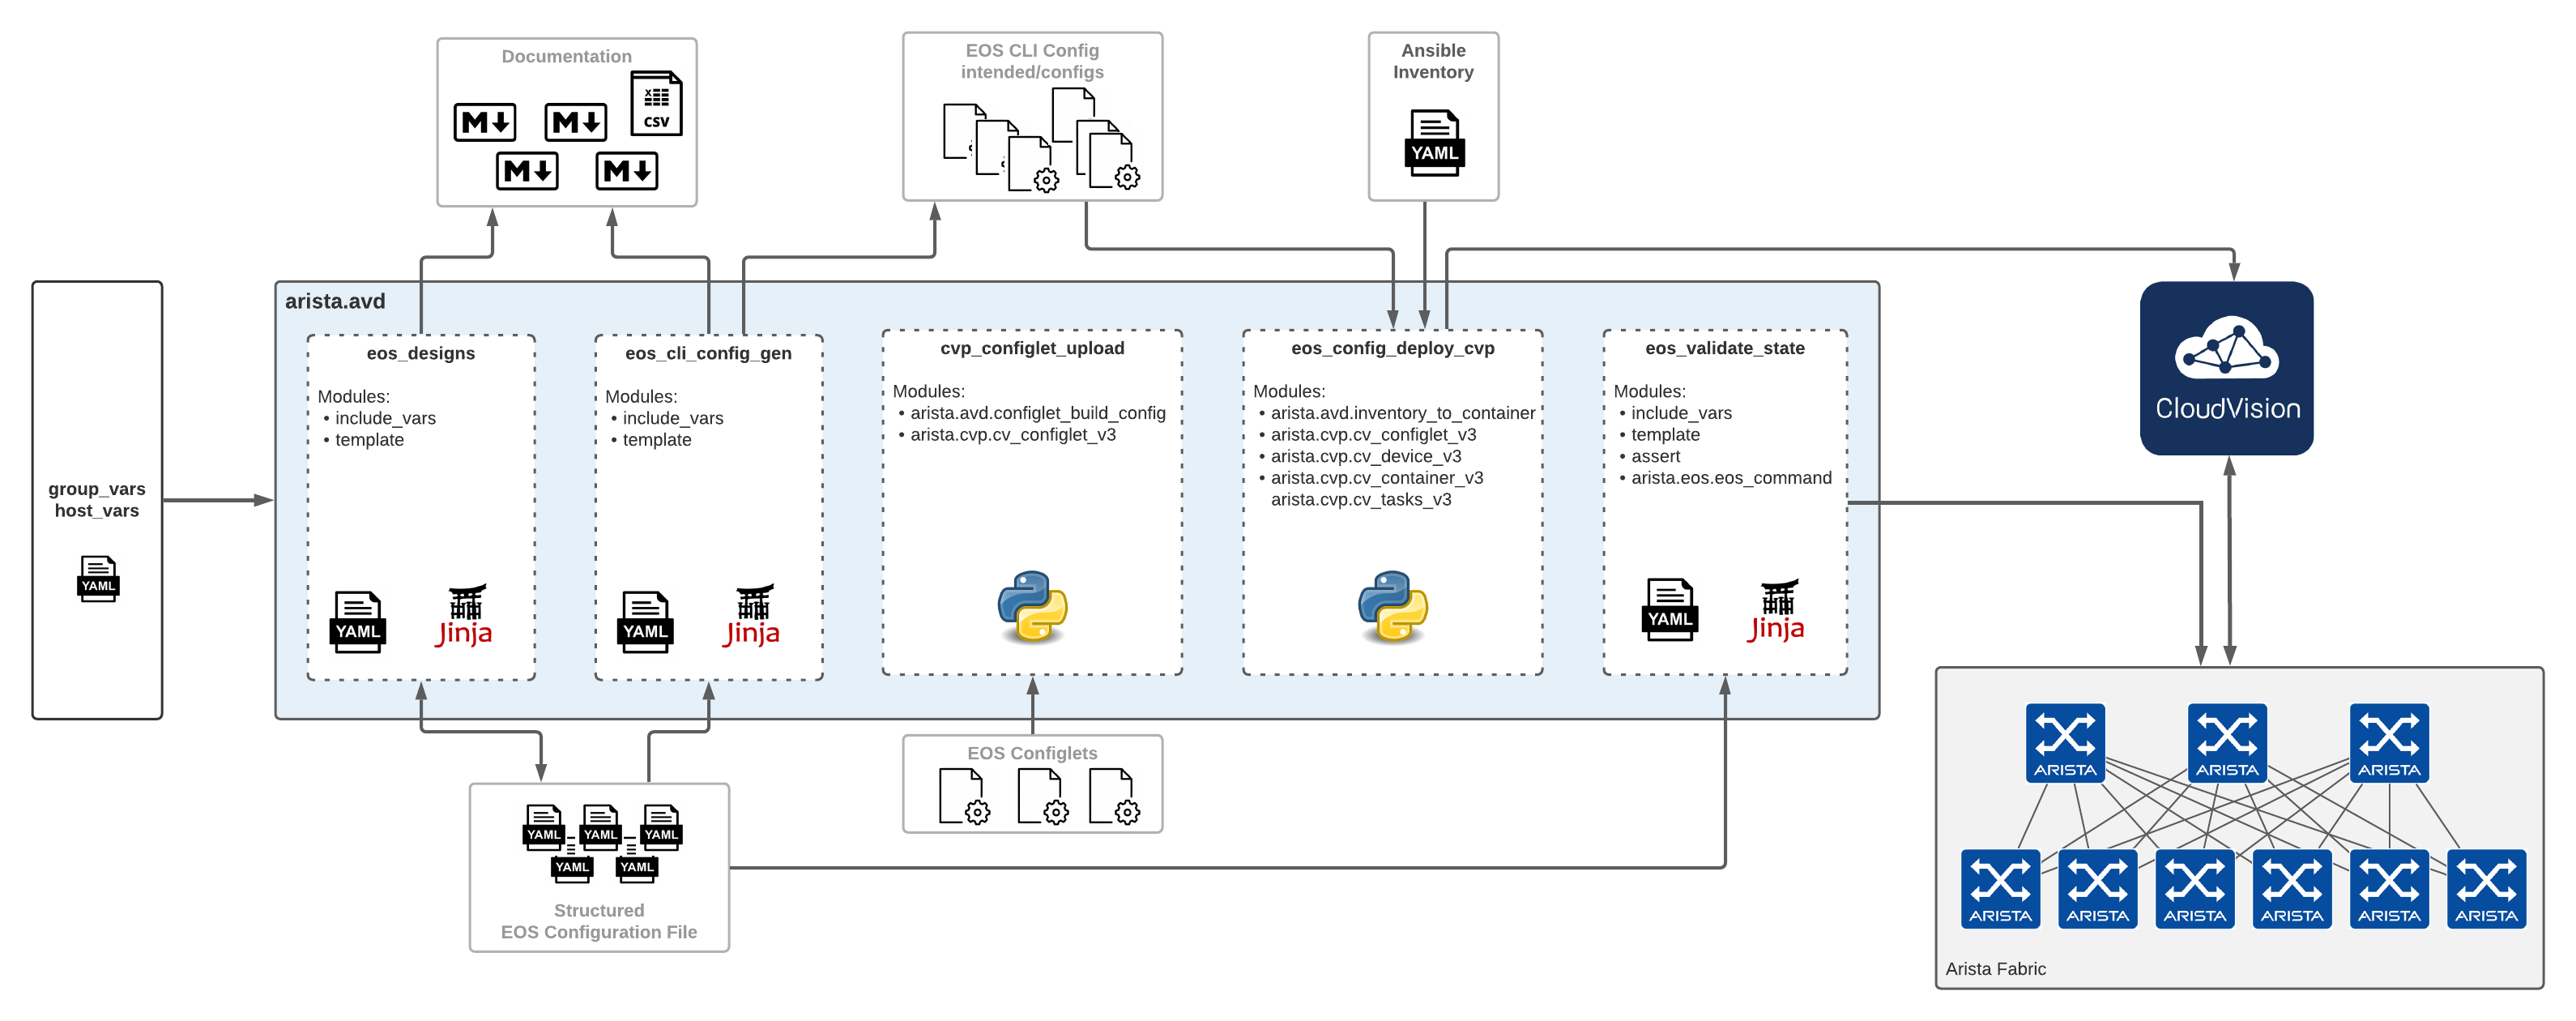 Documentation
CSV
EOS CLI Config
intended/configs
Ansible
Inventory
YAML
group_vars
host_vars
YAML
arista.avd
eos_designs
Modules:
• include_vars
• template
YAML
Jinja
eos_cli_config_gen
Modules:
• include_vars
• template
YAML
Jinja
cvp_configlet_upload
Modules:
• arista.avd.configlet_build_config
• arista.cvp.cv_configlet_v3
eos_config_deploy_cvp
Modules:
• arista.avd.inventory_to_container
• arista.cvp.cv_configlet_v3
• arista.cvp.cv_device_v3
• arista.cvp.cv_container_v3
arista.cvp.cv_tasks_v3
eos_validate_state
Modules:
• include_vars
• template
• assert
• arista.eos.eos_command
YAML
Jinja
CloudVision
YAML
YAML
YAML
YAML
YAML
Structured
EOS Configuration File
EOS Configlets
ARISTA
ARISTA
ARISTA
ARISTA
ARISTA
ARISTA
ARISTA
ARISTA
ARISTA
Arista Fabric